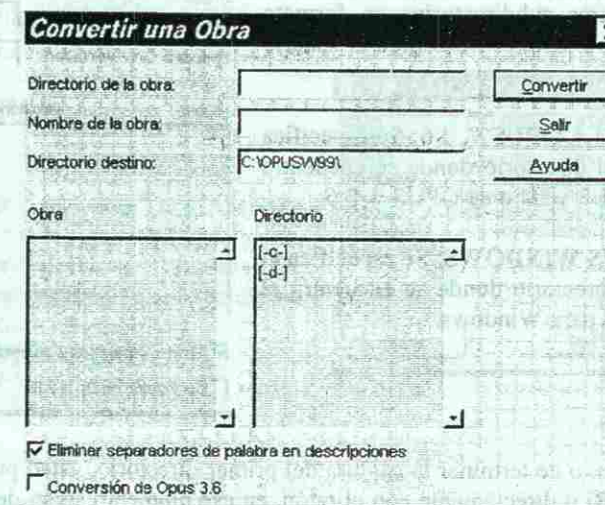 Convertir una Obra
Directorio de la obra:
Convertir
Nombre de la obra:
Salir
Directorio destino: C:\OPUSW99\
Ayuda
Obra Directorio
[-c-]
[-d-]
Eliminar separadores de palabra en descripciones
Conversión de Opus 3.6